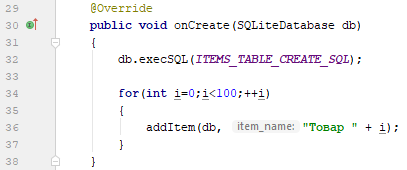 29 @Override
30 public void onCreate(SQLiteDatabase db)
31 {
32 db.execSQL(ITEMS_TABLE_CREATE_SQL);
33
34 for(int i=0;i<100;++i)
35 {
36 addItem(db, item_name: "Товар " + i);
37 }
38 }